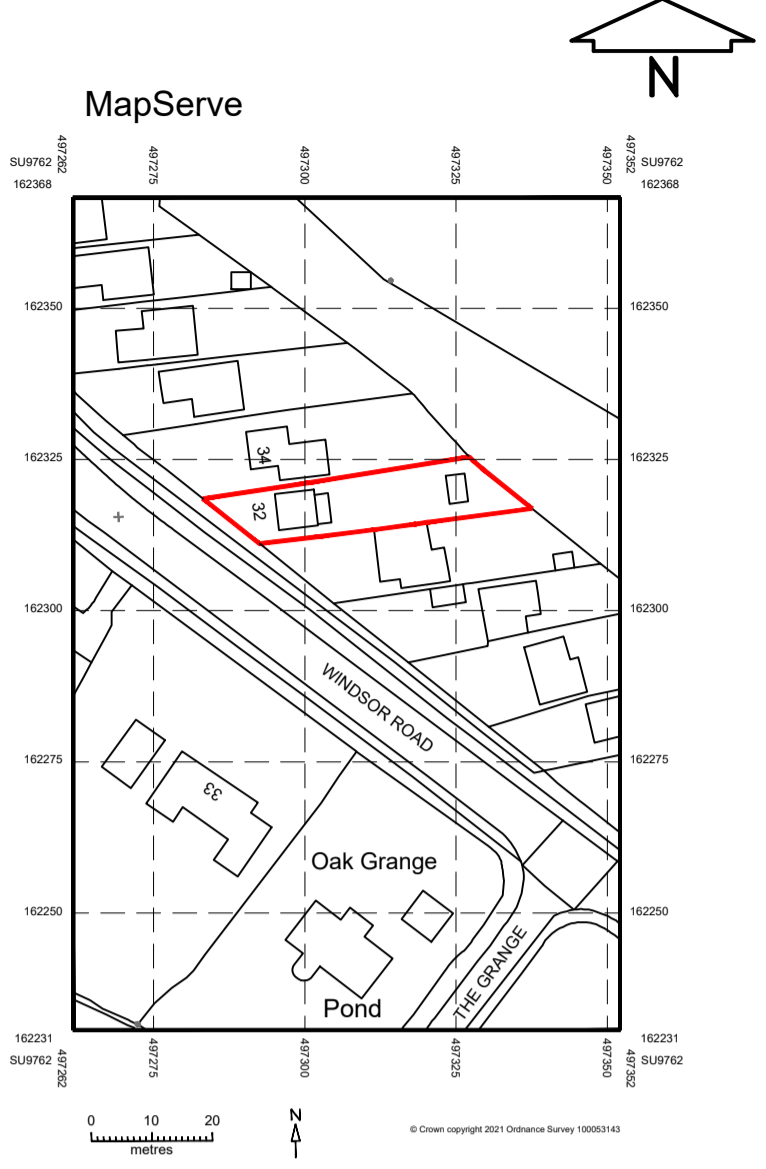 N
MapServe
497262
497275
497300
497325
497350
497352
SU9762
162368
SU9762
162368
162350
162350
162325
162325
34
32
162300
162300
WINDSOR ROAD
162275
162275
33
Oak Grange
162250
162250
THE GRANGE
Pond
162231
SU9762
162231
SU9762
497262
497275
497300
497325
497350
497352
0 10 20
metres
N
© Crown copyright 2021 Ordnance Survey 100053143